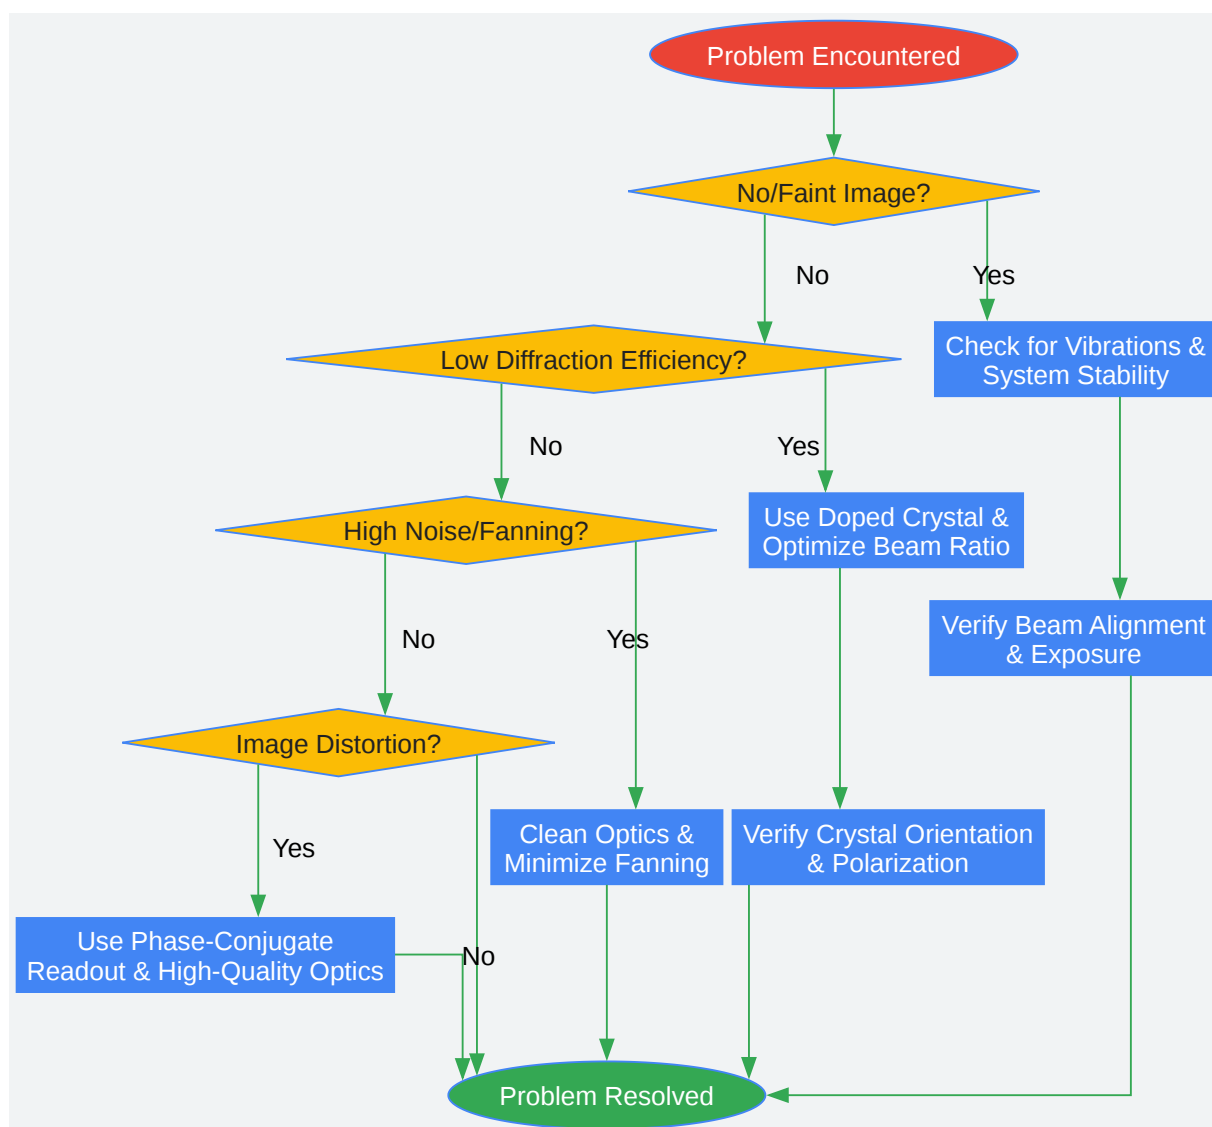 Problem Encountered
No/Faint Image?
No
Yes
Check for Vibrations &
System Stability
Low Diffraction Efficiency?
No
Yes
Use Doped Crystal &
Optimize Beam Ratio
High Noise/Fanning?
Verify Beam Alignment
& Exposure
No
Yes
Image Distortion?
Clean Optics &
Minimize Fanning
Verify Crystal Orientation
& Polarization
Yes
Use Phase-Conjugate
Readout & High-Quality Optics
No
Problem Resolved